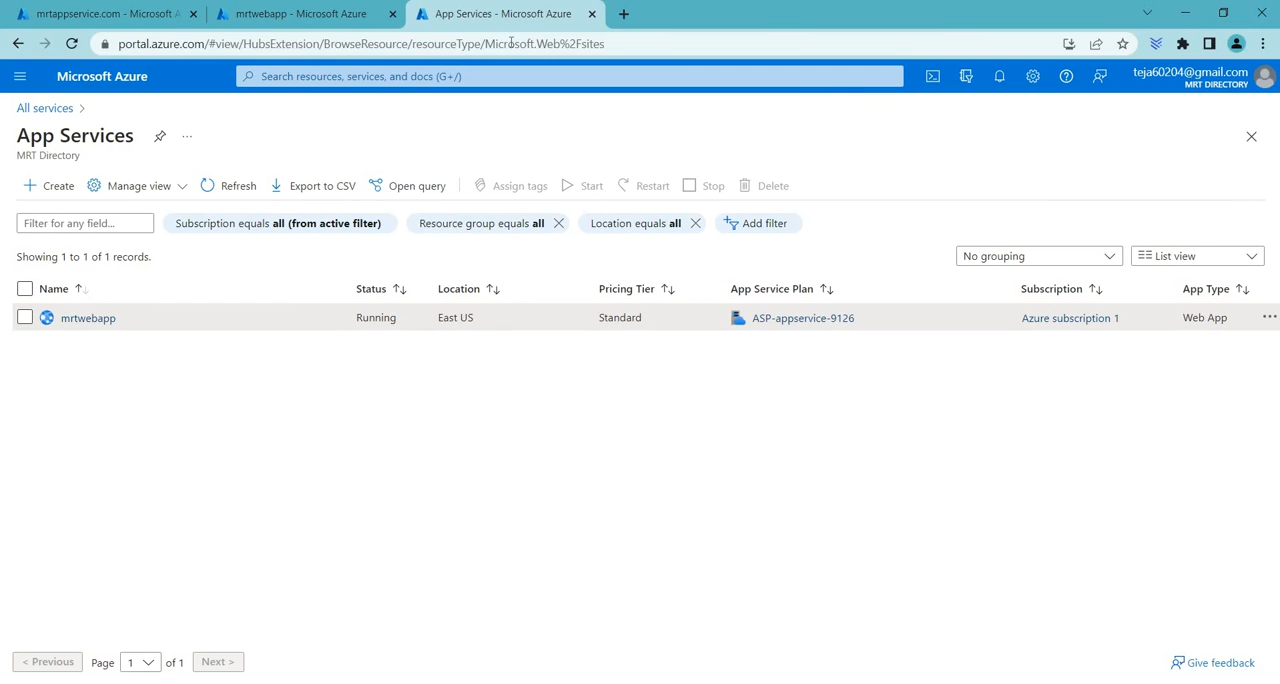 mrtappservice.com - Microsoft A
mrtwebapp - Microsoft Azure
App Services - Microsoft Azure
portal.azure.com/#view/HubsExtension/BrowseResource/resourceType/Microsoft.Web%2Fsites
Microsoft Azure
Search resources, services, and docs (G+/)
teja60204@gmail.com
MRT DIRECTORY
All services
App Services
MRT Directory
Create Manage view Refresh Export to CSV Open query Assign tags Start Restart Stop Delete
Filter for any field... Subscription equals all (from active filter) Resource group equals all Location equals all Add filter
Showing 1 to 1 of 1 records.
No grouping List view
Name Status Location Pricing Tier App Service Plan Subscription App Type
mrtwebapp Running East US Standard ASP-appservice-9126 Azure subscription 1 Web App
< Previous Page 1 of 1 Next >
Give feedback